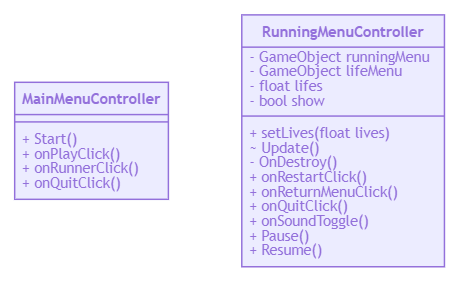 MainMenuController
+ Start()
+ onPlayClick()
+ onRunnerClick()
+ onQuitClick()
RunningMenuController
- GameObject runningMenu
- GameObject lifeMenu
- float lifes
- bool show
+ setLives(float lives)
~ Update()
- OnDestroy()
+ onRestartClick()
+ onReturnMenuClick()
+ onQuitClick()
+ onSoundToggle()
+ Pause()
+ Resume()